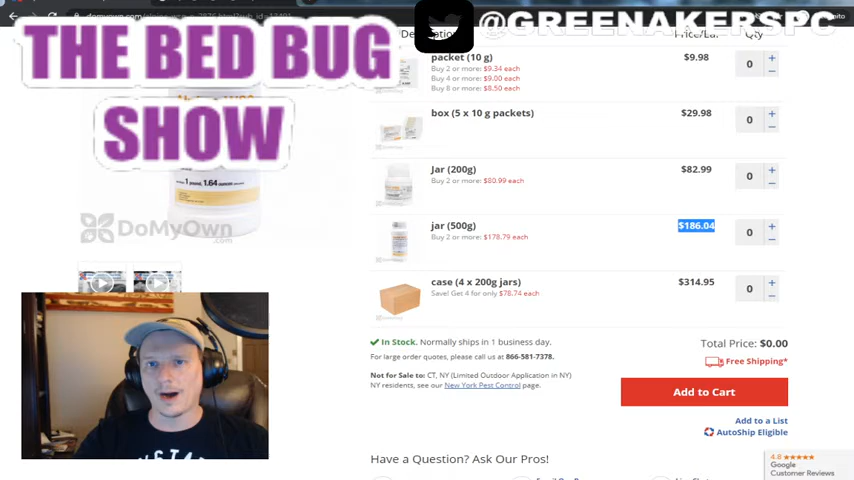 domyown.com/
@GREENAKERSPC
THE BED BUG
SHOW
Price/Ea.
Qty
packet (10 g)
Buy 2 or more: $9.34 each
Buy 4 or more: $9.00 each
Buy 8 or more: $8.50 each
$9.98
0
+
−
box (5 x 10 g packets)
$29.98
0
+
−
Jar (200g)
Buy 2 or more: $80.99 each
$82.99
0
+
−
jar (500g)
Buy 2 or more: $178.79 each
$186.04
0
+
−
case (4 x 200g jars)
Save! Get 4 for only $78.74 each
$314.95
0
+
−
1 pound, 1.64
DoMyOwn
.com
In Stock. Normally ships in 1 business day.
For large order quotes, please call us at 866-581-7378.
Not for Sale to: CT, NY (Limited Outdoor Application in NY)
NY residents, see our New York Pest Control page.
Total Price: $0.00
Free Shipping*
Add to Cart
Add to a List
AutoShip Eligible
Have a Question? Ask Our Pros!
4.8
Google
Customer Reviews